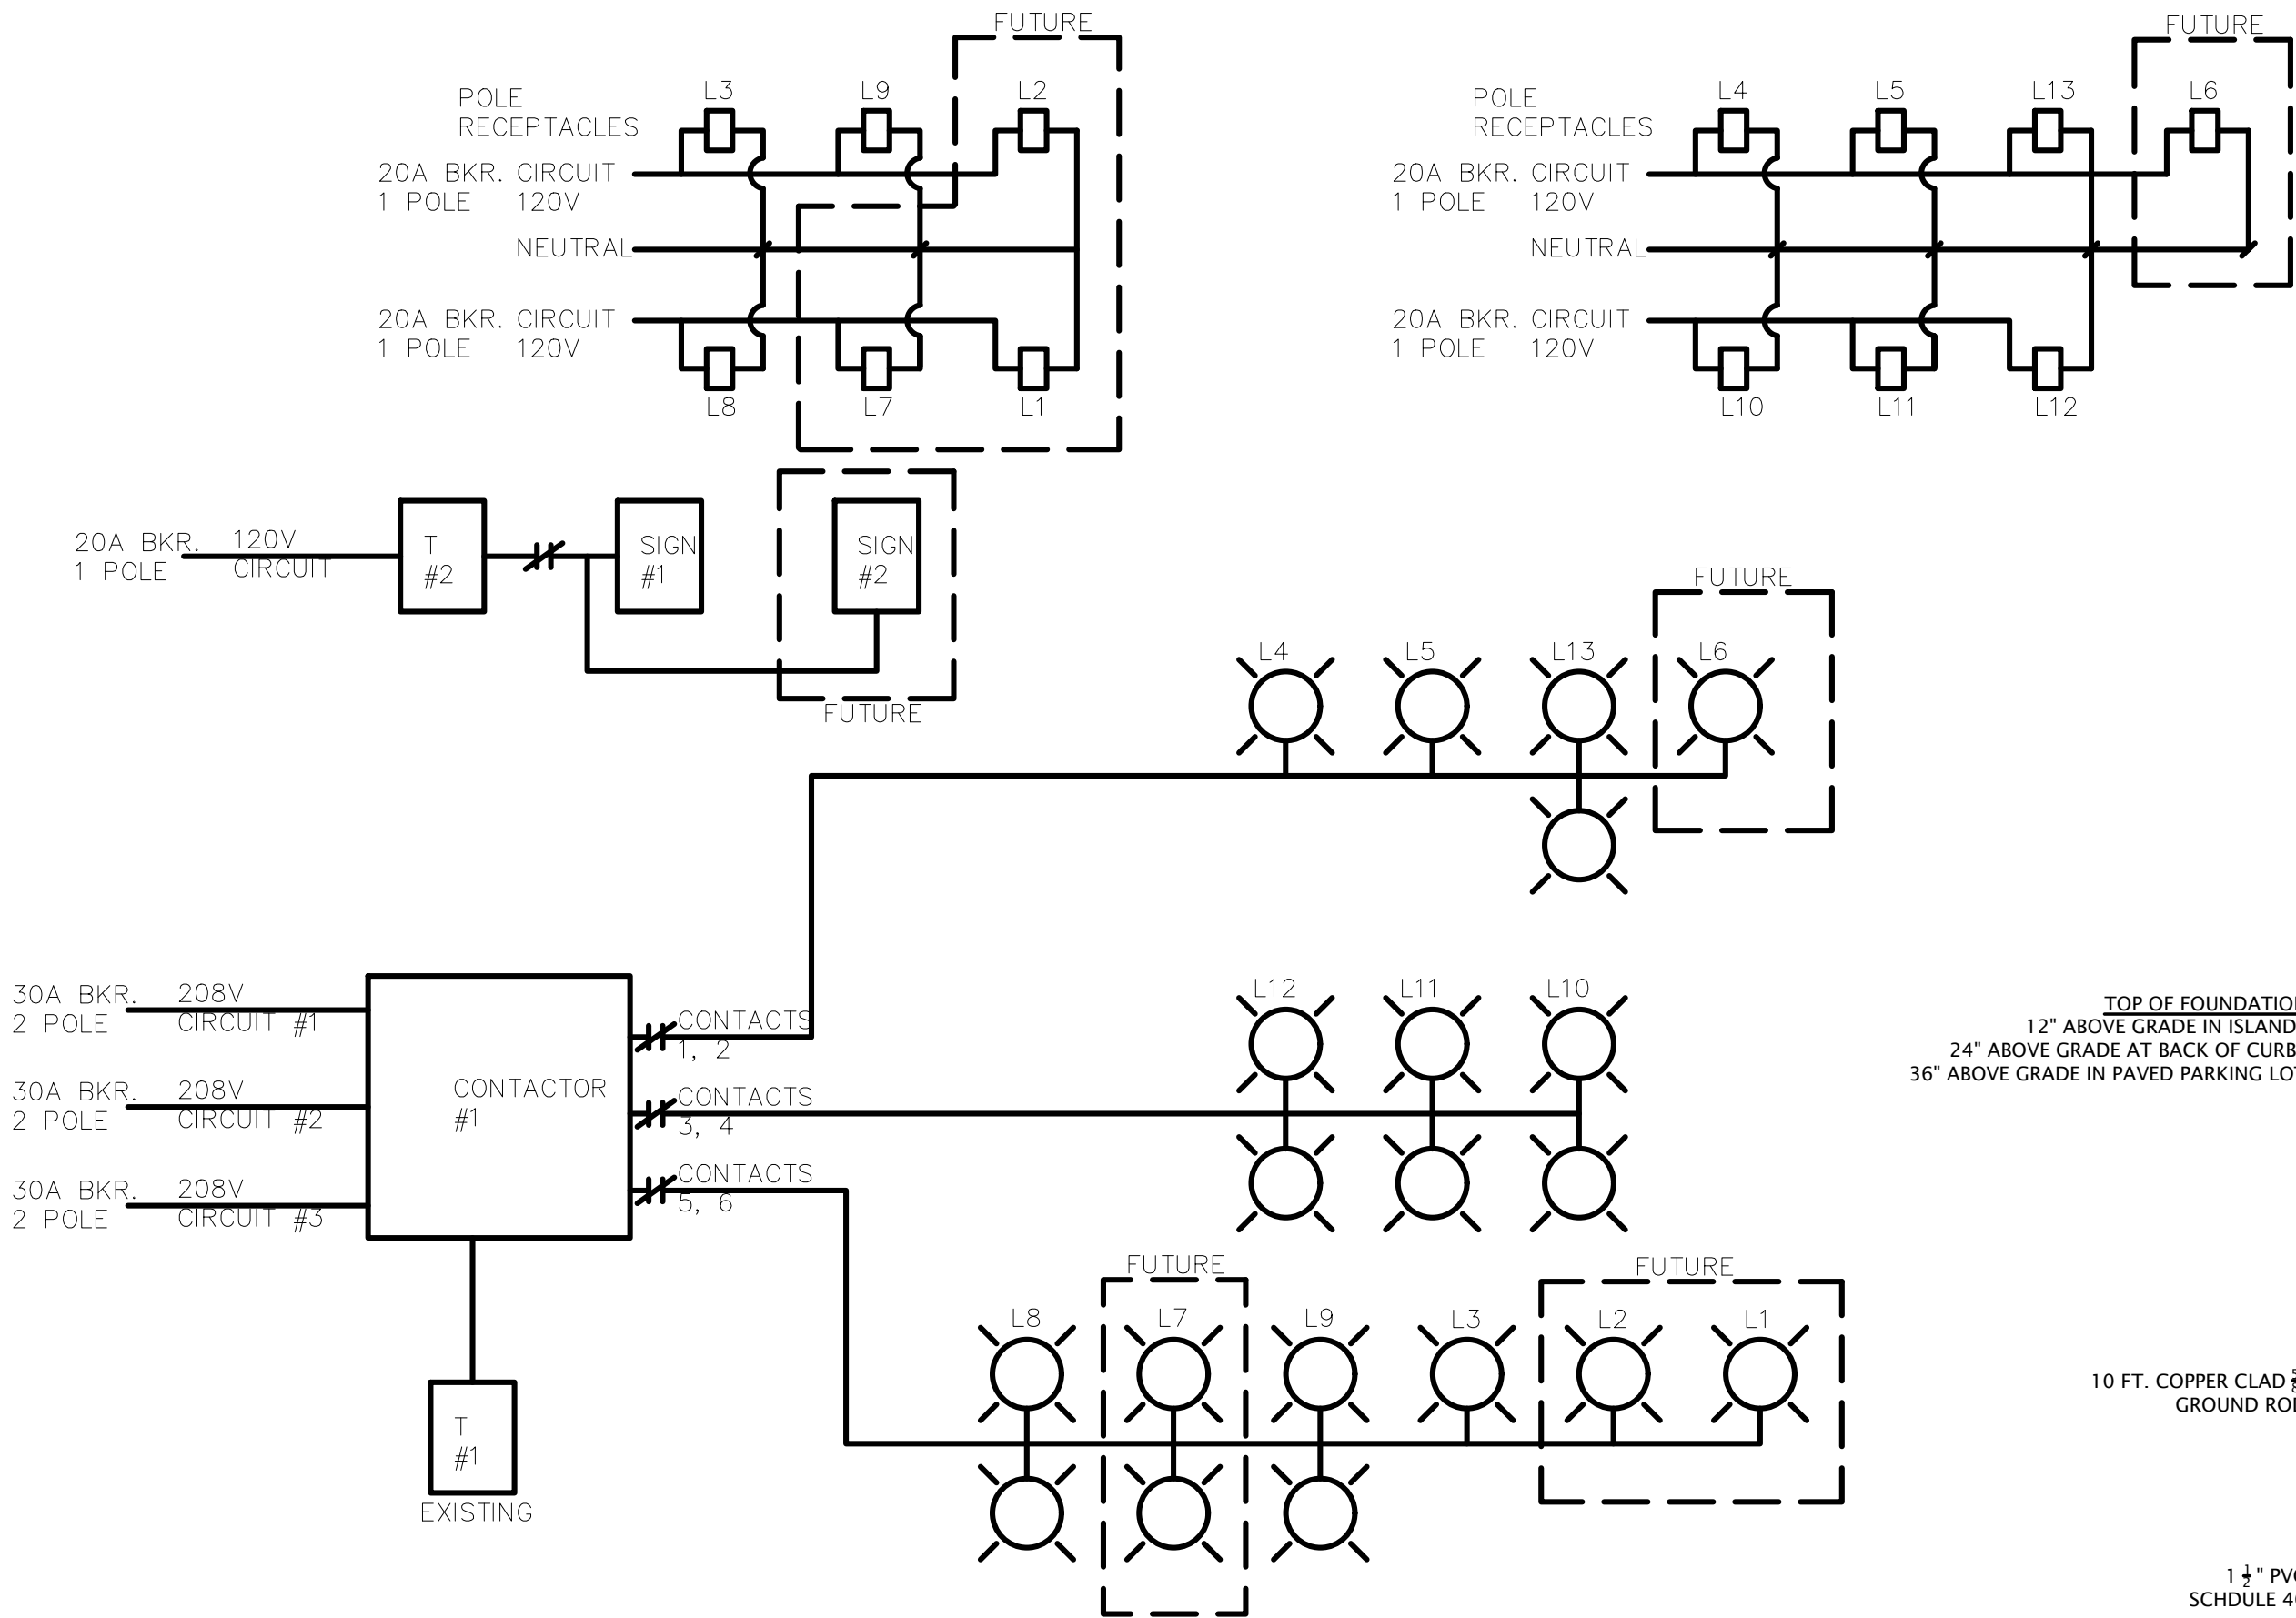 FUTURE
L3
L9
L2
POLE
RECEPTACLES
20A BKR. CIRCUIT
1 POLE 120V
NEUTRAL
20A BKR. CIRCUIT
1 POLE 120V
L8
L7
L1
FUTURE
L4
L5
L13
L6
POLE
RECEPTACLES
20A BKR. CIRCUIT
1 POLE 120V
NEUTRAL
20A BKR. CIRCUIT
1 POLE 120V
L10
L11
L12
20A BKR.
1 POLE
120V
CIRCUIT
T
#2
SIGN
#1
SIGN
#2
FUTURE
FUTURE
L4
L5
L13
L6
30A BKR.
2 POLE
208V
CIRCUIT #1
30A BKR.
2 POLE
208V
CIRCUIT #2
30A BKR.
2 POLE
208V
CIRCUIT #3
CONTACTOR
#1
CONTACTS
1, 2
CONTACTS
3, 4
CONTACTS
5, 6
L12
L11
L10
FUTURE
FUTURE
L8
L7
L9
L3
L2
L1
T
#1
EXISTING
TOP OF
12" ABOVE GRADE IN
24" ABOVE GRADE AT BACK OF CURB
36" ABOVE GRADE IN PAVED PARKING
10 FT. COPPER CLAD
GROUND
1 1/2"
SCHDULE